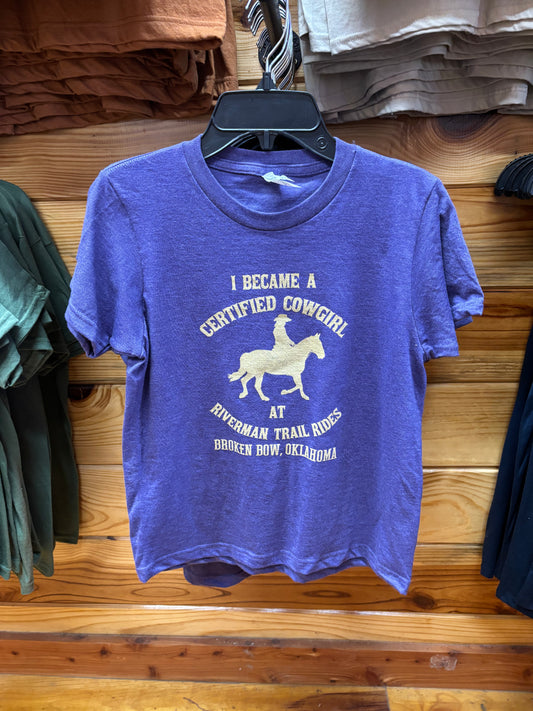 I BECAME A
CERTIFIED COWGIRL
AT
RIVERMAN TRAIL RIDES
BROKEN BOW, OKLAHOMA